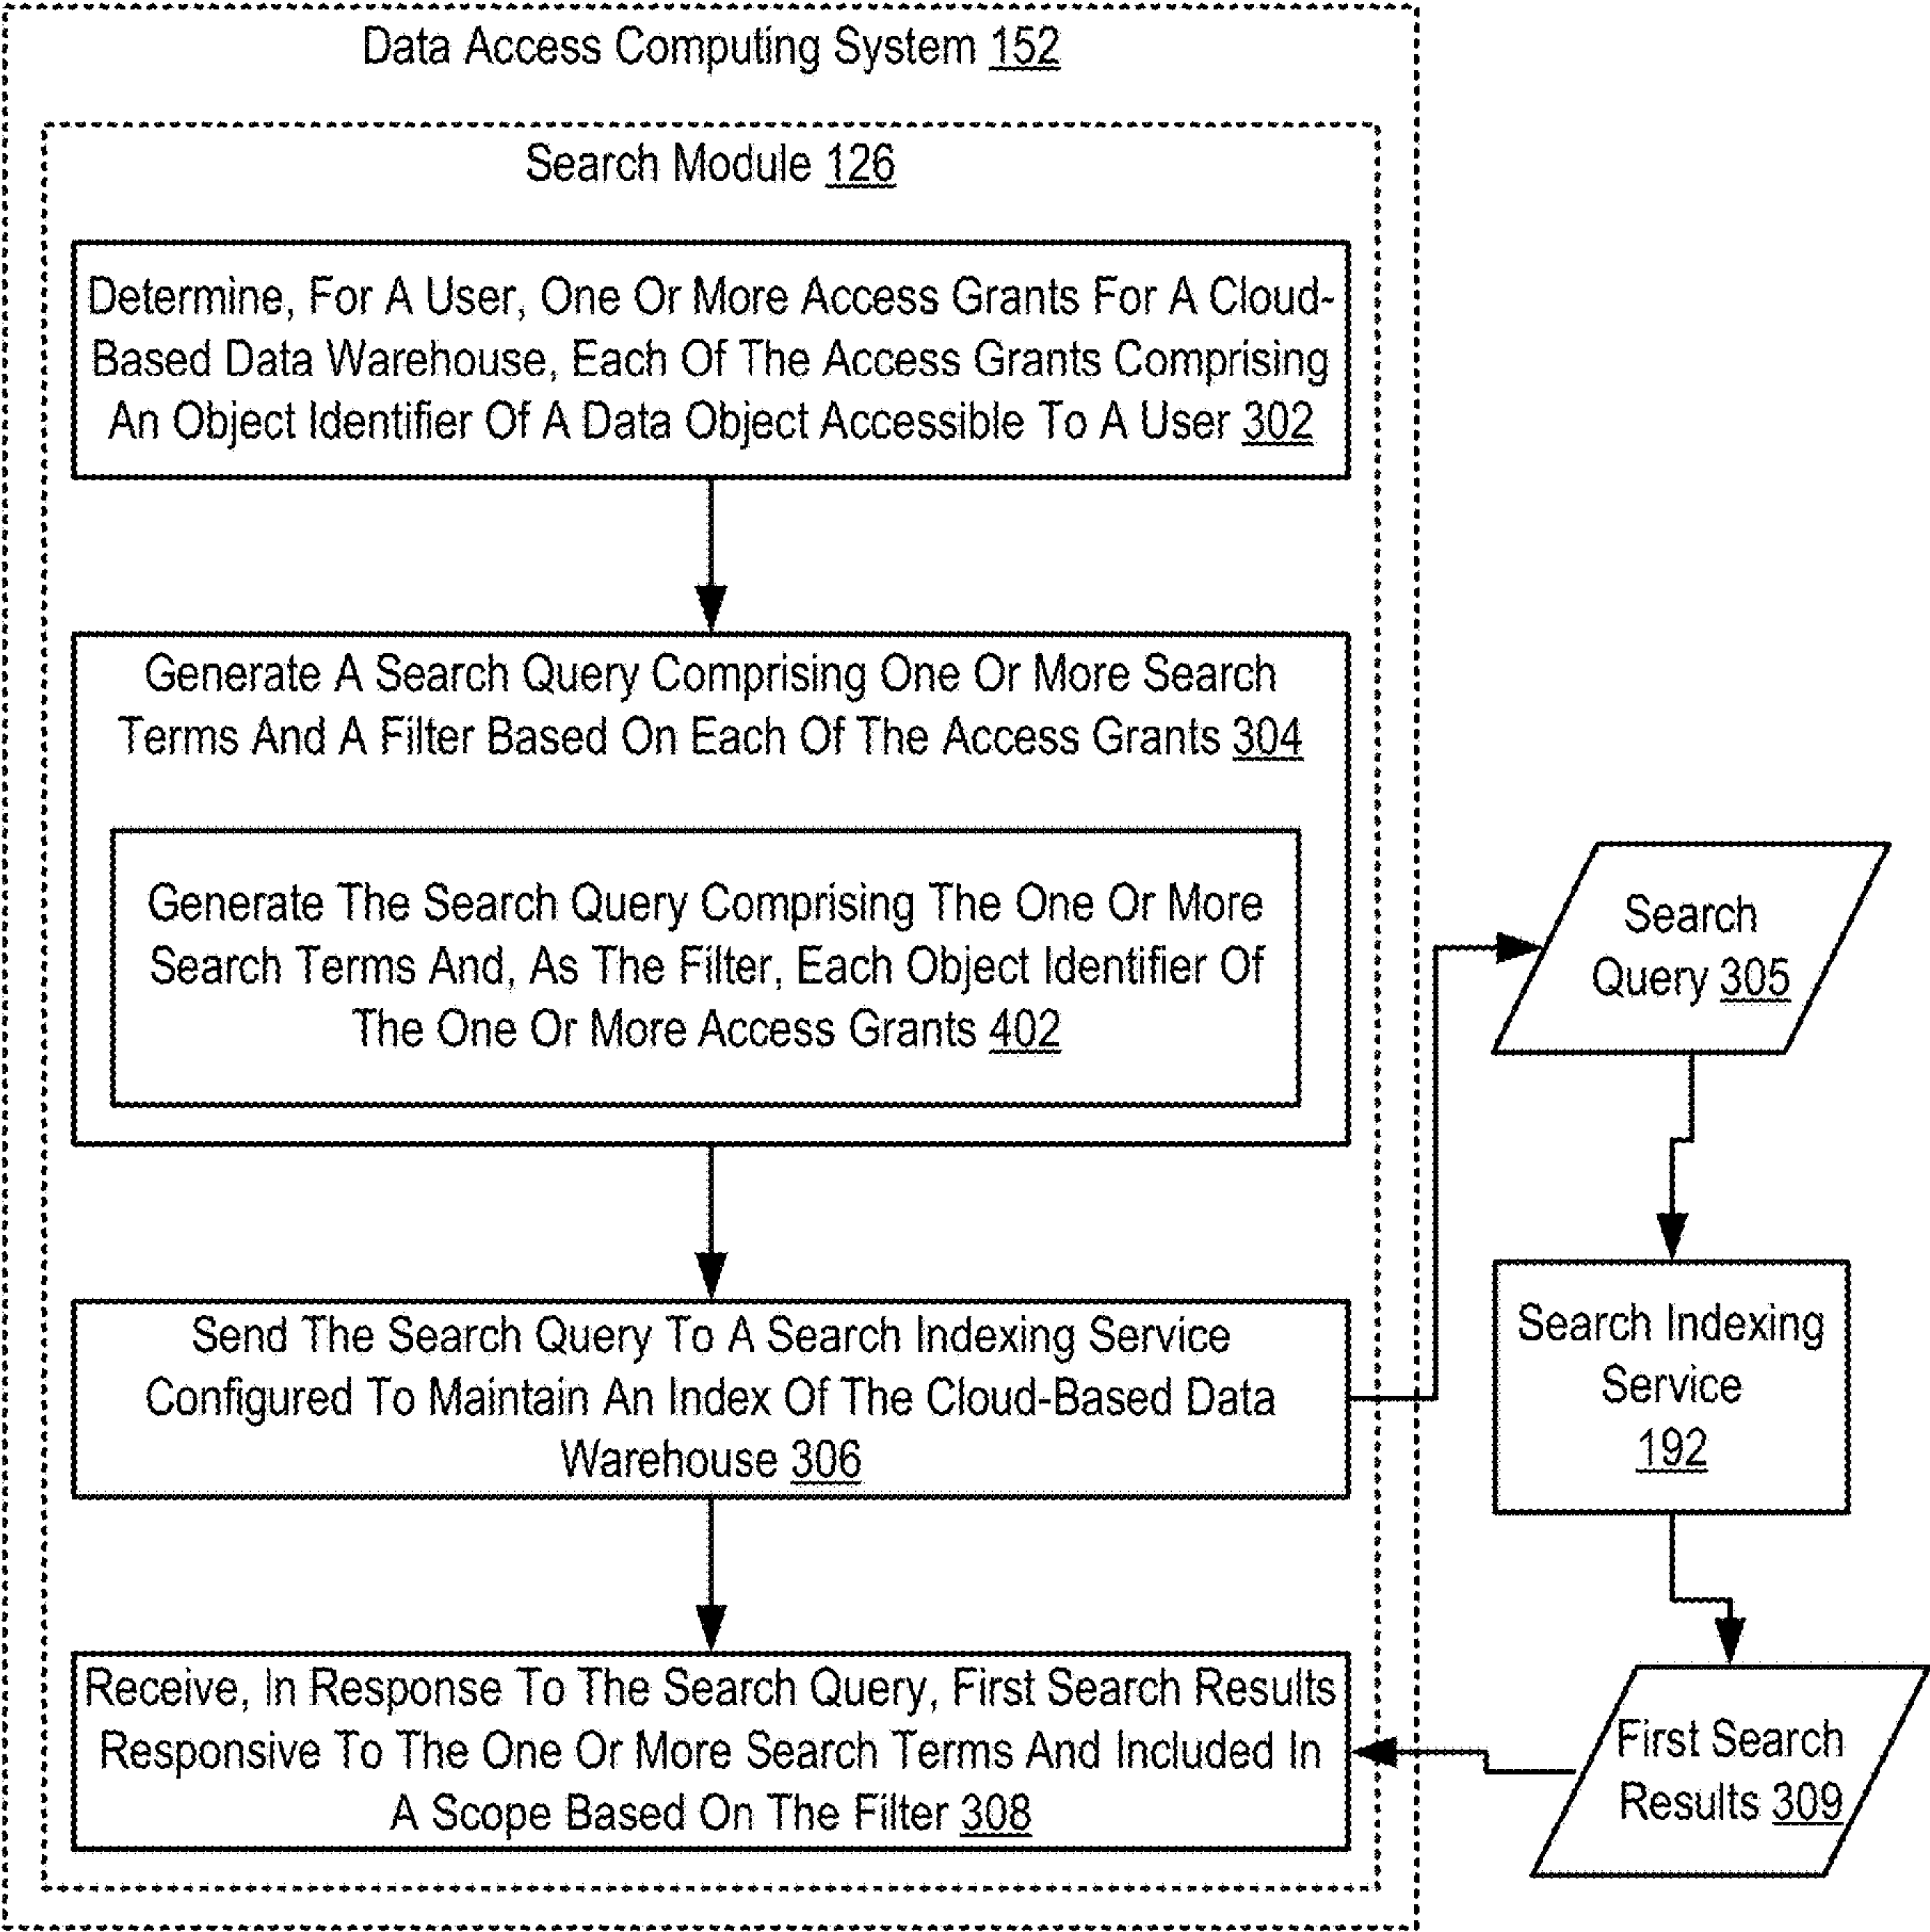 Data Access Computing System 152
Search Module 126
Determine, For A User, One Or More Access Grants For A Cloud-
Based Data Warehouse, Each Of The Access Grants Comprising
An Object Identifier Of A Data Object Accessible To A User 302
Generate A Search Query Comprising One Or More Search
Terms And A Filter Based On Each Of The Access Grants 304
Generate The Search Query Comprising The One Or More
Search Terms And, As The Filter, Each Object Identifier Of
The One Or More Access Grants 402
Send The Search Query To A Search Indexing Service
Configured To Maintain An Index Of The Cloud-Based Data
Warehouse 306
Receive, In Response To The Search Query, First Search Results
Responsive To The One Or More Search Terms And Included In
A Scope Based On The Filter 308
Search
Query 305
Search Indexing
Service
192
First Search
Results 309